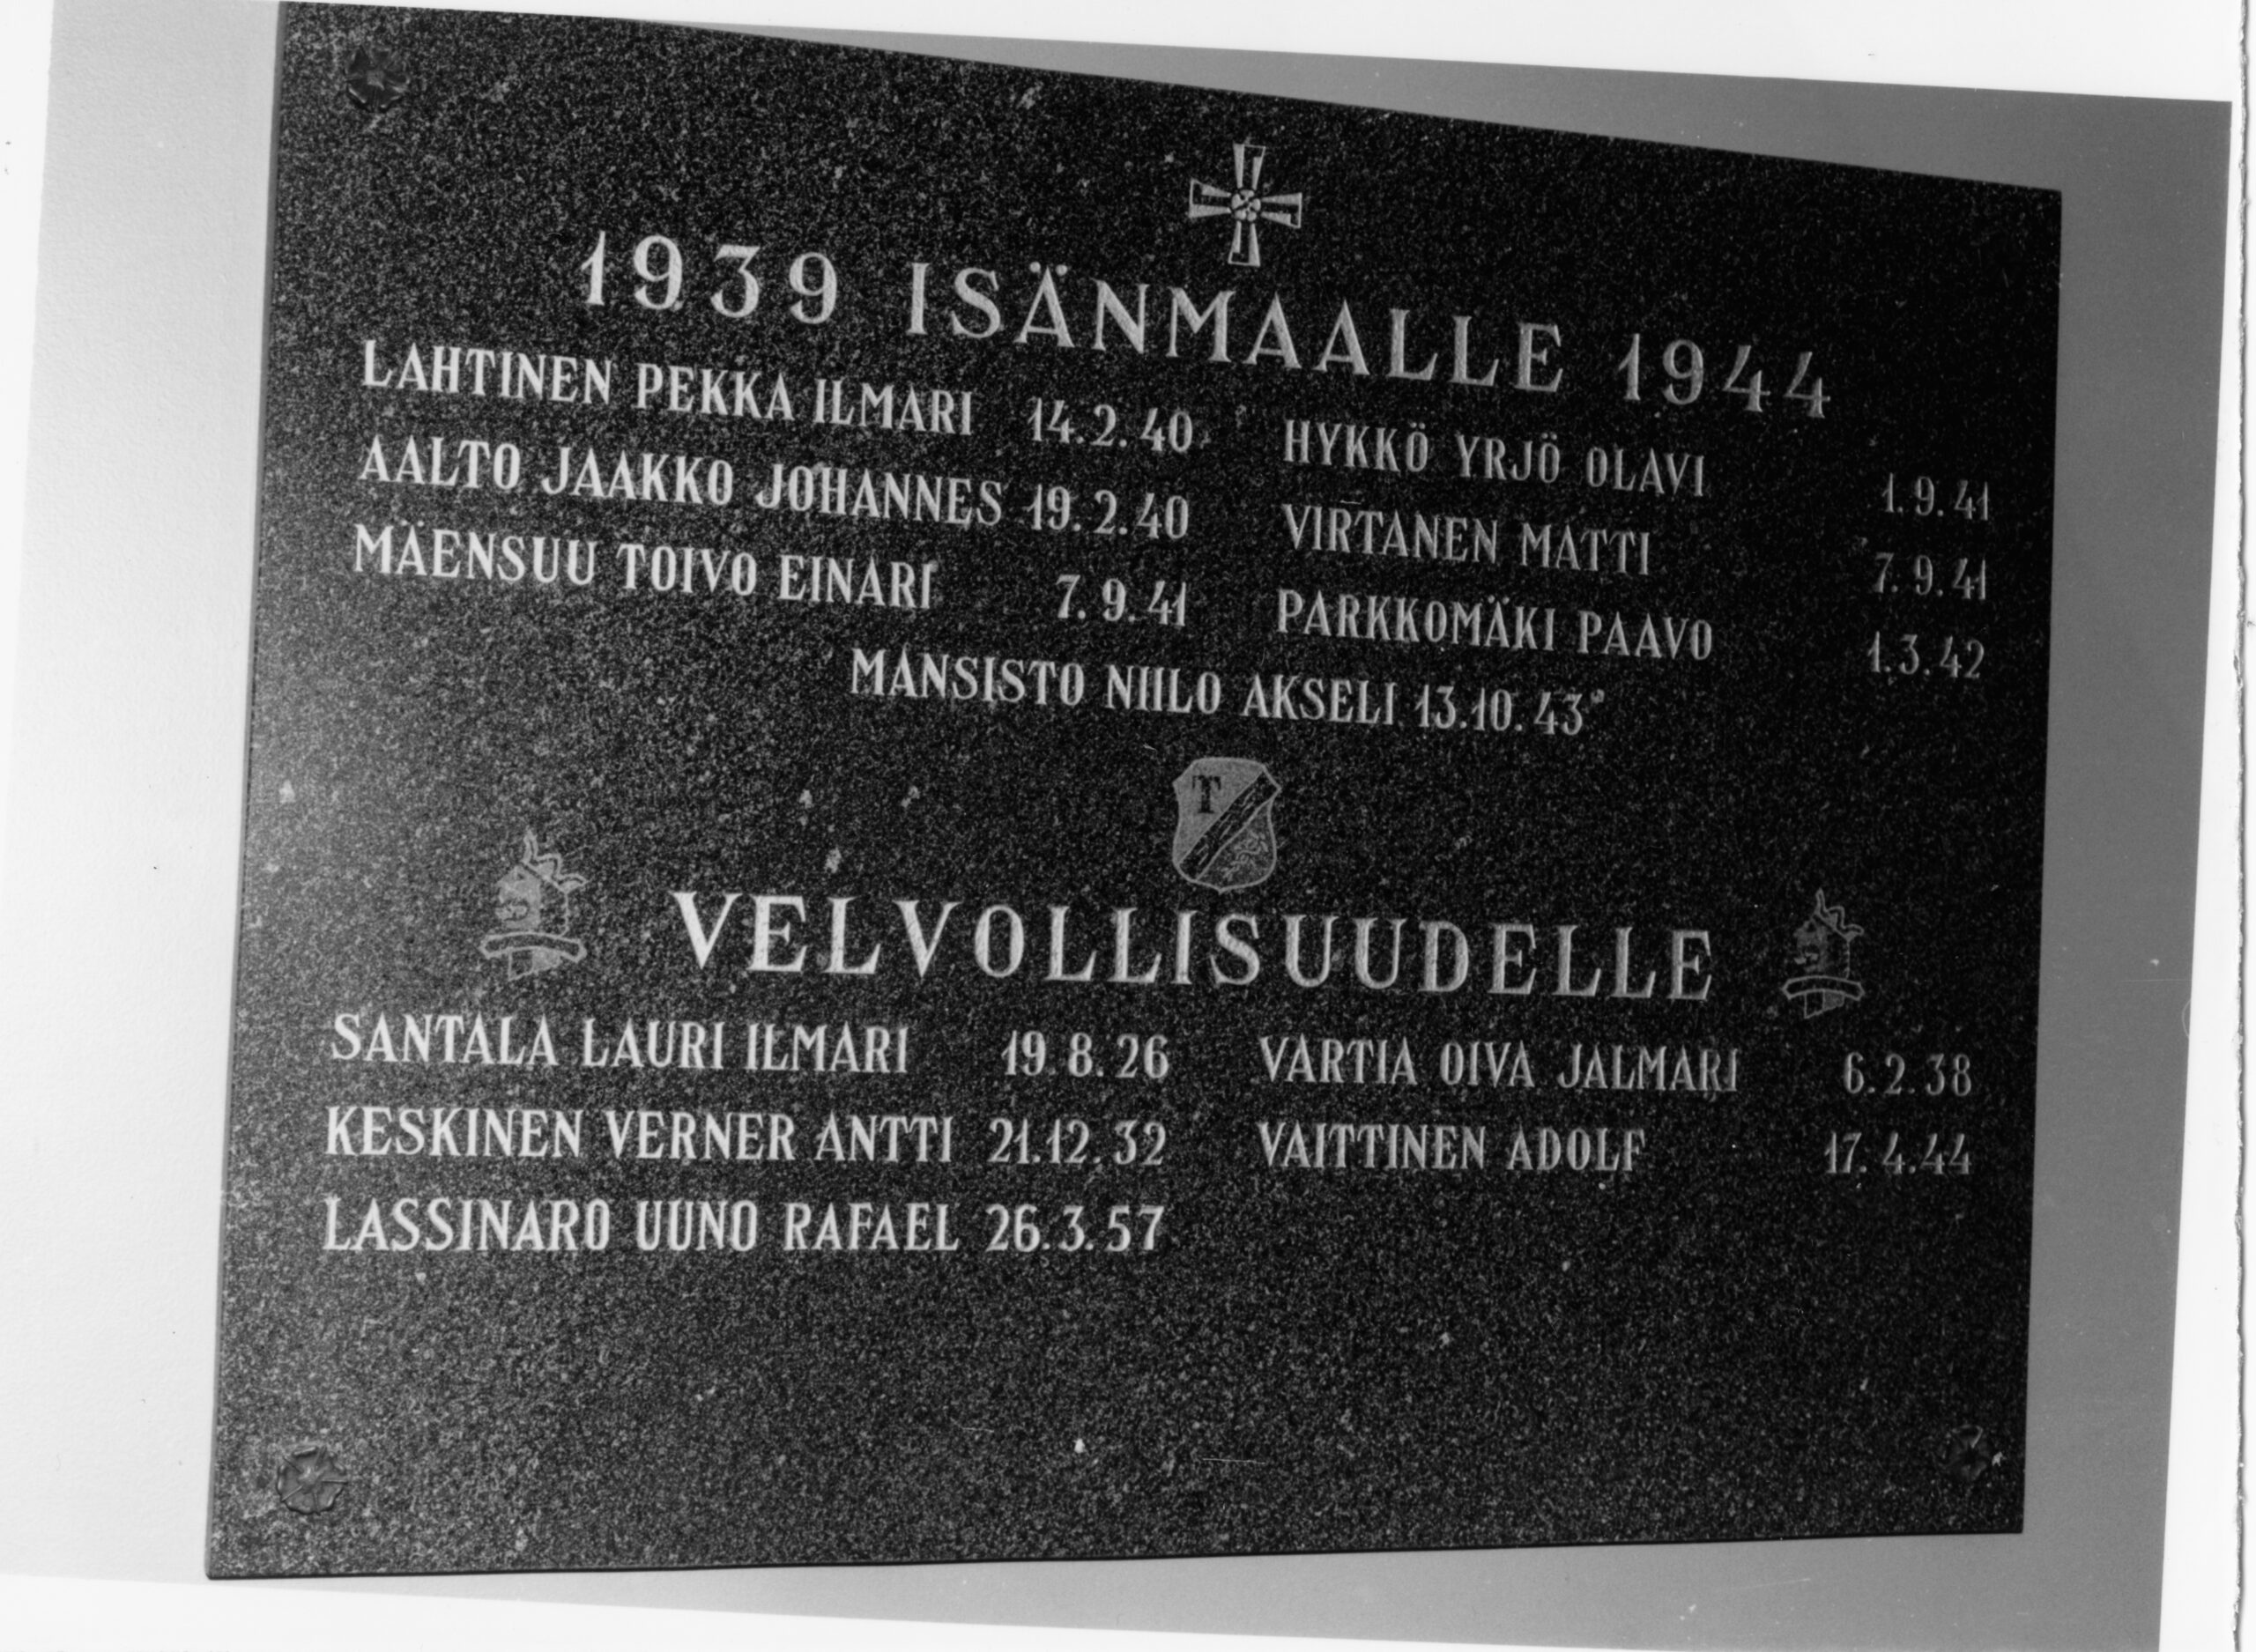 1939 ISÄNMAALLE 1944
LAHTINEN PEKKA ILMARI 14.2.40 HYKKÖ YRJÖ OLAVI 1.9.41
AALTO JAAKKO JOHANNES 19.2.40 VIRTANEN MATTI 7.9.41
MÄENSUU TOIVO EINARI 7.9.41 PARKKOMÄKI PAAVO 1.3.42
MANSISTO NIILO AKSELI 13.10.43
T
VELVOLLISUUDELLE
SANTALA LAURI ILMARI 19.8.26 VARTIA OIVA JALMARI 6.2.38
KESKINEN VERNER ANTTI 21.12.32 VAITTINEN ADOLF 17.4.44
LASSINARO UUNO RAFAEL 26.3.57